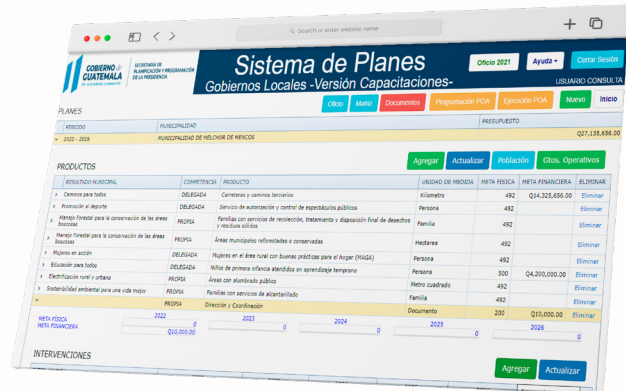 Search or enter website name
GOBIERNO de GUATEMALA
SECRETARÍA DE PLANIFICACIÓN Y PROGRAMACIÓN DE LA PRESIDENCIA
Sistema de Planes
Gobiernos Locales -Versión Capacitaciones-
Oficio 2021 Ayuda Cerrar Sesión
USUARIO CONSULTA
Oficio Matriz Documentos Programación POA Ejecución POA Nuevo Inicio
PLANES
PERIODO MUNICIPALIDAD PRESUPUESTO
2022 - 2026 MUNICIPALIDAD DE MELCHOR DE MENCOS Q27,135,656.00
PRODUCTOS
Agregar Actualizar Población Gtos. Operativos
RESULTADO MUNICIPAL COMPETENCIA PRODUCTO UNIDAD DE MEDIDA META FISICA META FINANCIERA ELIMINAR
Caminos para todos DELEGADA Carreteras y caminos terciarios Kilometro 492 Q14,325,656.00 Eliminar
Promoción al deporte DELEGADA Servicio de autorización y control de espectáculos públicos Persona 492 Eliminar
Manejo Forestal para la conservación de las áreas boscosas PROPIA Familias con servicios de recolección, tratamiento y disposición final de desechos y residuos sólidos Familia 492 Eliminar
Manejo Forestal para la conservación de las áreas boscosas PROPIA Áreas municipales reforestadas o conservadas Hectarea 492 Eliminar
Mujeres en acción DELEGADA Mujeres en el área rural con buenas prácticas para el hogar (MAGA) Persona 492 Eliminar
Educación para todos DELEGADA Niños de primera infancia atendidos en aprendizaje temprano Persona 500 Q4,200,000.00 Eliminar
Electrificación rural y urbana PROPIA Áreas con alumbrado público Metro cuadrado 492 Eliminar
Sostenibilidad ambiental para una vida mejor PROPIA Familias con servicios de alcantarillado Familia 492 Eliminar
PROPIA Dirección y Coordinación Documento 200 Q10,000.00 Eliminar
2022 2023 2024 2025 2026
META FÍSICA 0 0 0 0 0
META FINANCIERA Q10,000.00
INTERVENCIONES
Agregar Actualizar